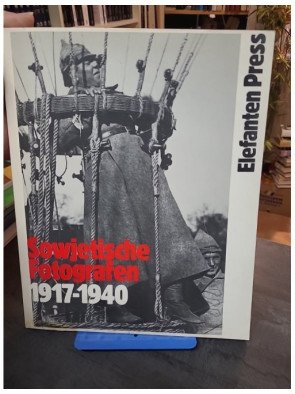 Elefanten Press
Sowjetische
Fotografen
1917-1940